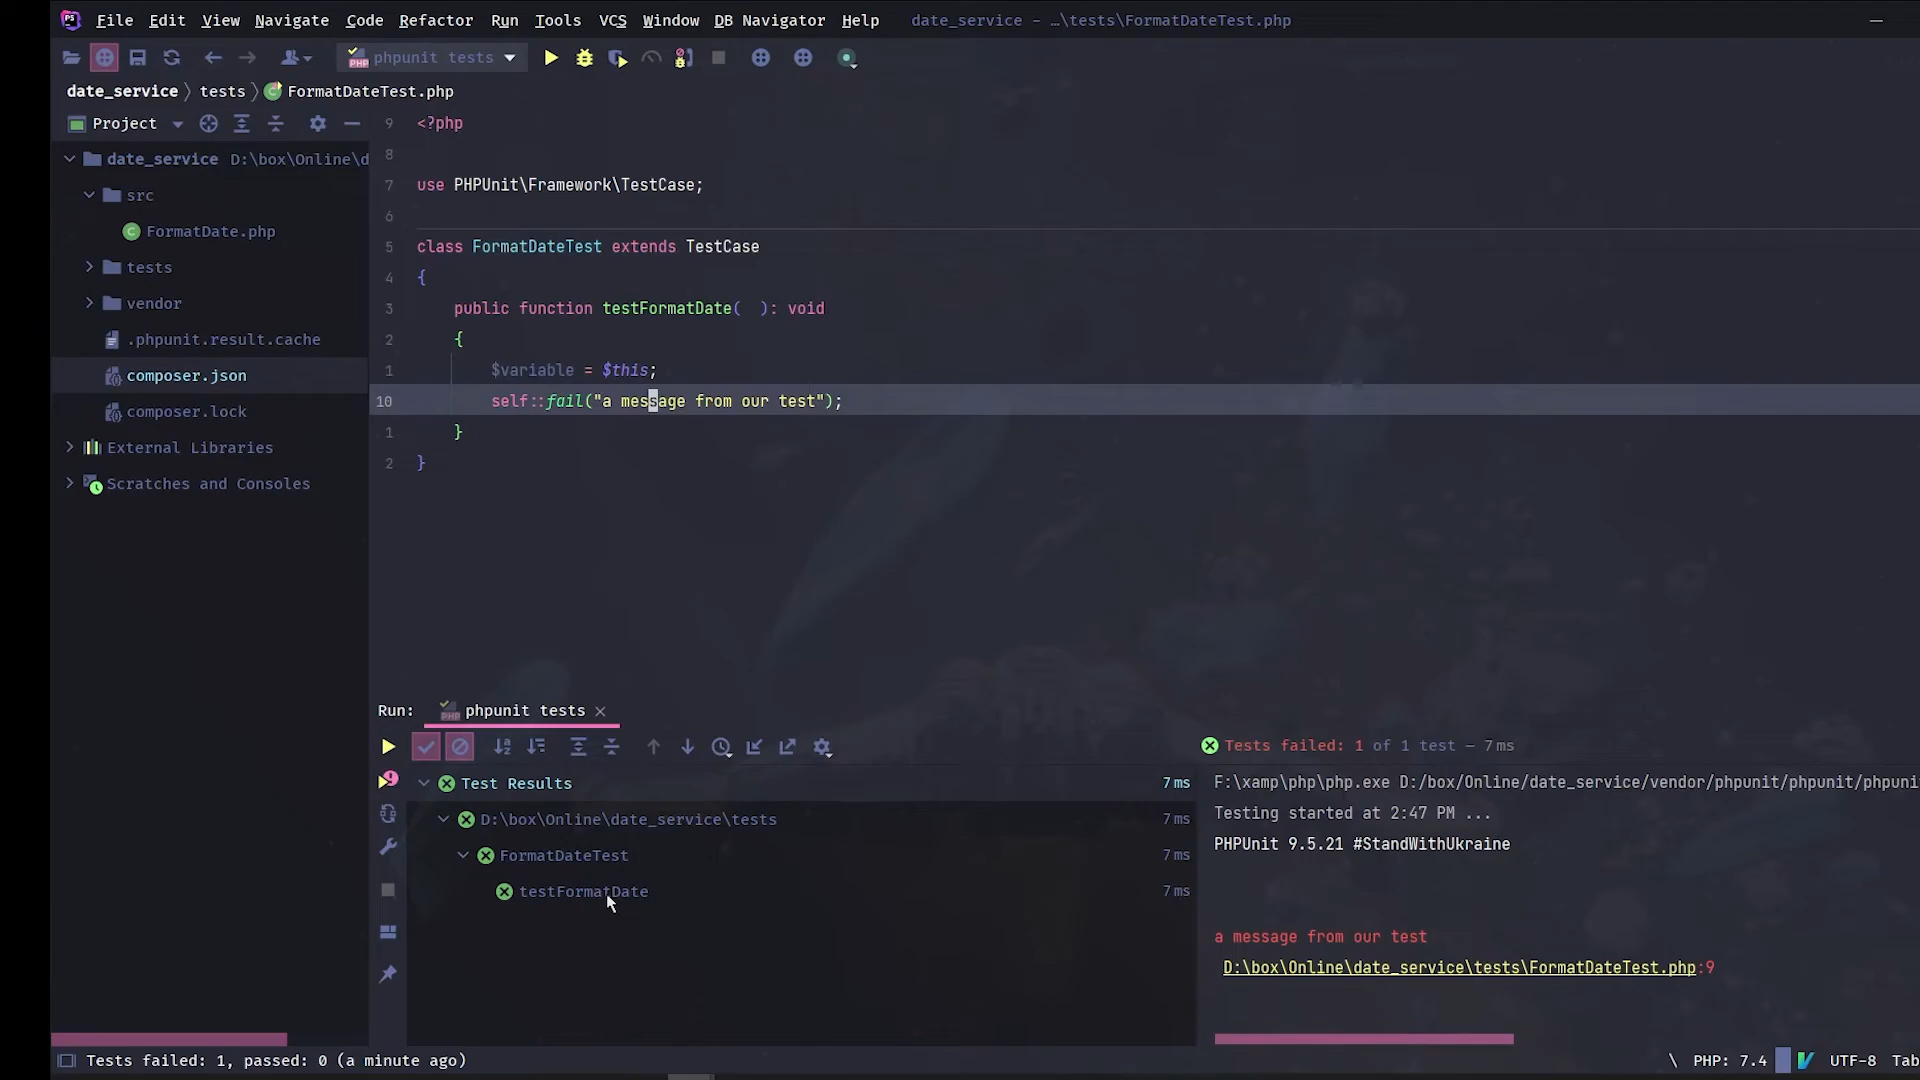 File Edit View Navigate Code Refactor Run Tools VCS Window DB Navigator Help date_service – …\tests\FormatDateTest.php
phpunit tests
date_service 〉 tests 〉 FormatDateTest.php
Project
date_service D:\box\Online\d
src
FormatDate.php
tests
vendor
.phpunit.result.cache
composer.json
composer.lock
External Libraries
Scratches and Consoles
9 <?php
8
7 use PHPUnit\Framework\TestCase;
6
5 class FormatDateTest extends TestCase
4 {
3 public function testFormatDate(  ): void
2 {
1 $variable = $this;
10 self::fail("a message from our test");
1 }
2 }
Run: phpunit tests
Tests failed: 1 of 1 test – 7 ms
Test Results 7 ms
D:\box\Online\date_service\tests 7 ms
FormatDateTest 7 ms
testFormatDate 7 ms
F:\xamp\php\php.exe D:/box/Online/date_service/vendor/phpunit/phpunit/phpuni
Testing started at 2:47 PM ...
PHPUnit 9.5.21 #StandWithUkraine
a message from our test
D:\box\Online\date_service\tests\FormatDateTest.php:9
Tests failed: 1, passed: 0 (a minute ago)
\ PHP: 7.4 UTF-8 Tab